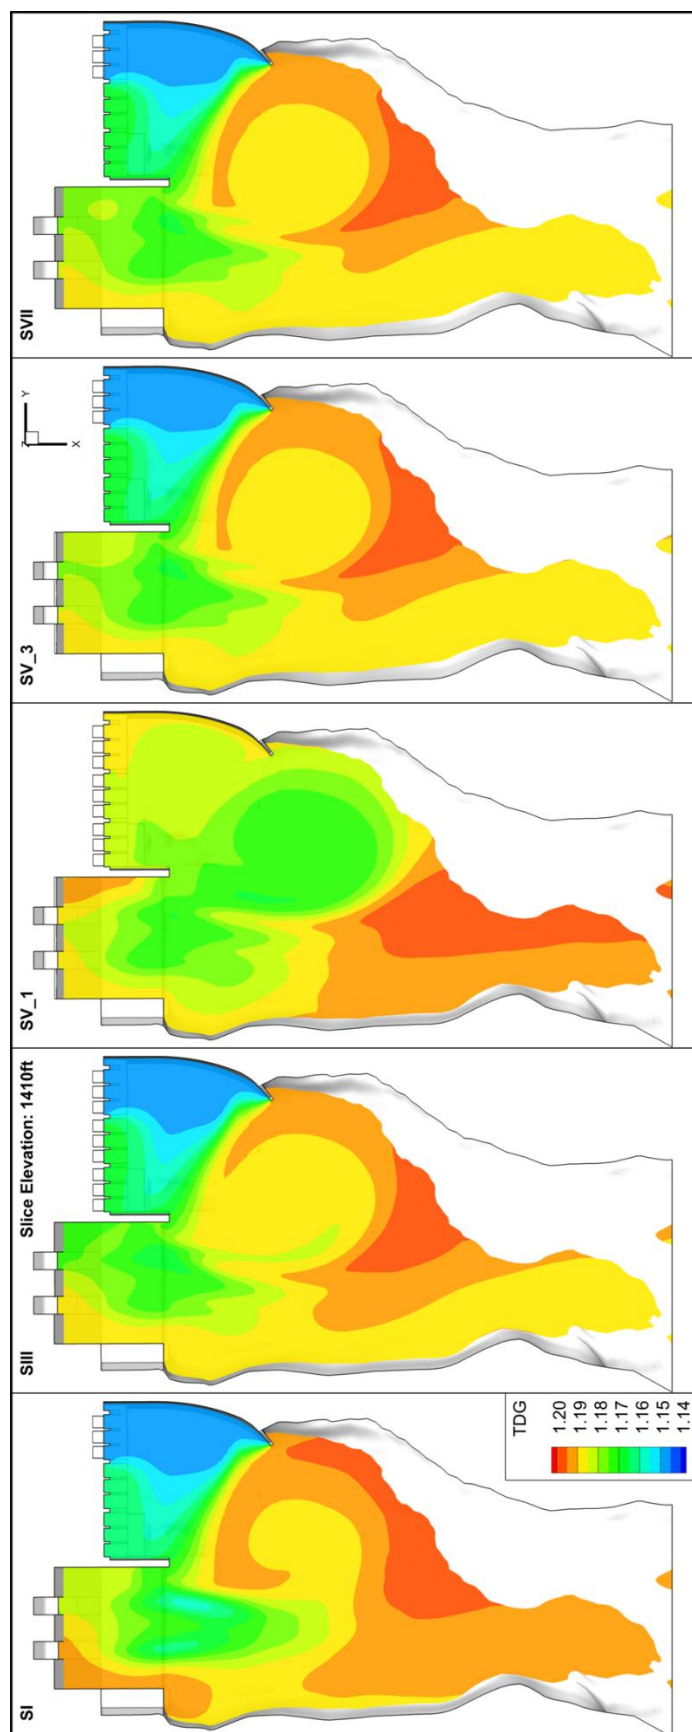 SI
SIII
Slice Elevation: 1410ft
SV_1
SV_3
Z
Y
X
SVII
TDG
1.20
1.19
1.18
1.17
1.16
1.15
1.14